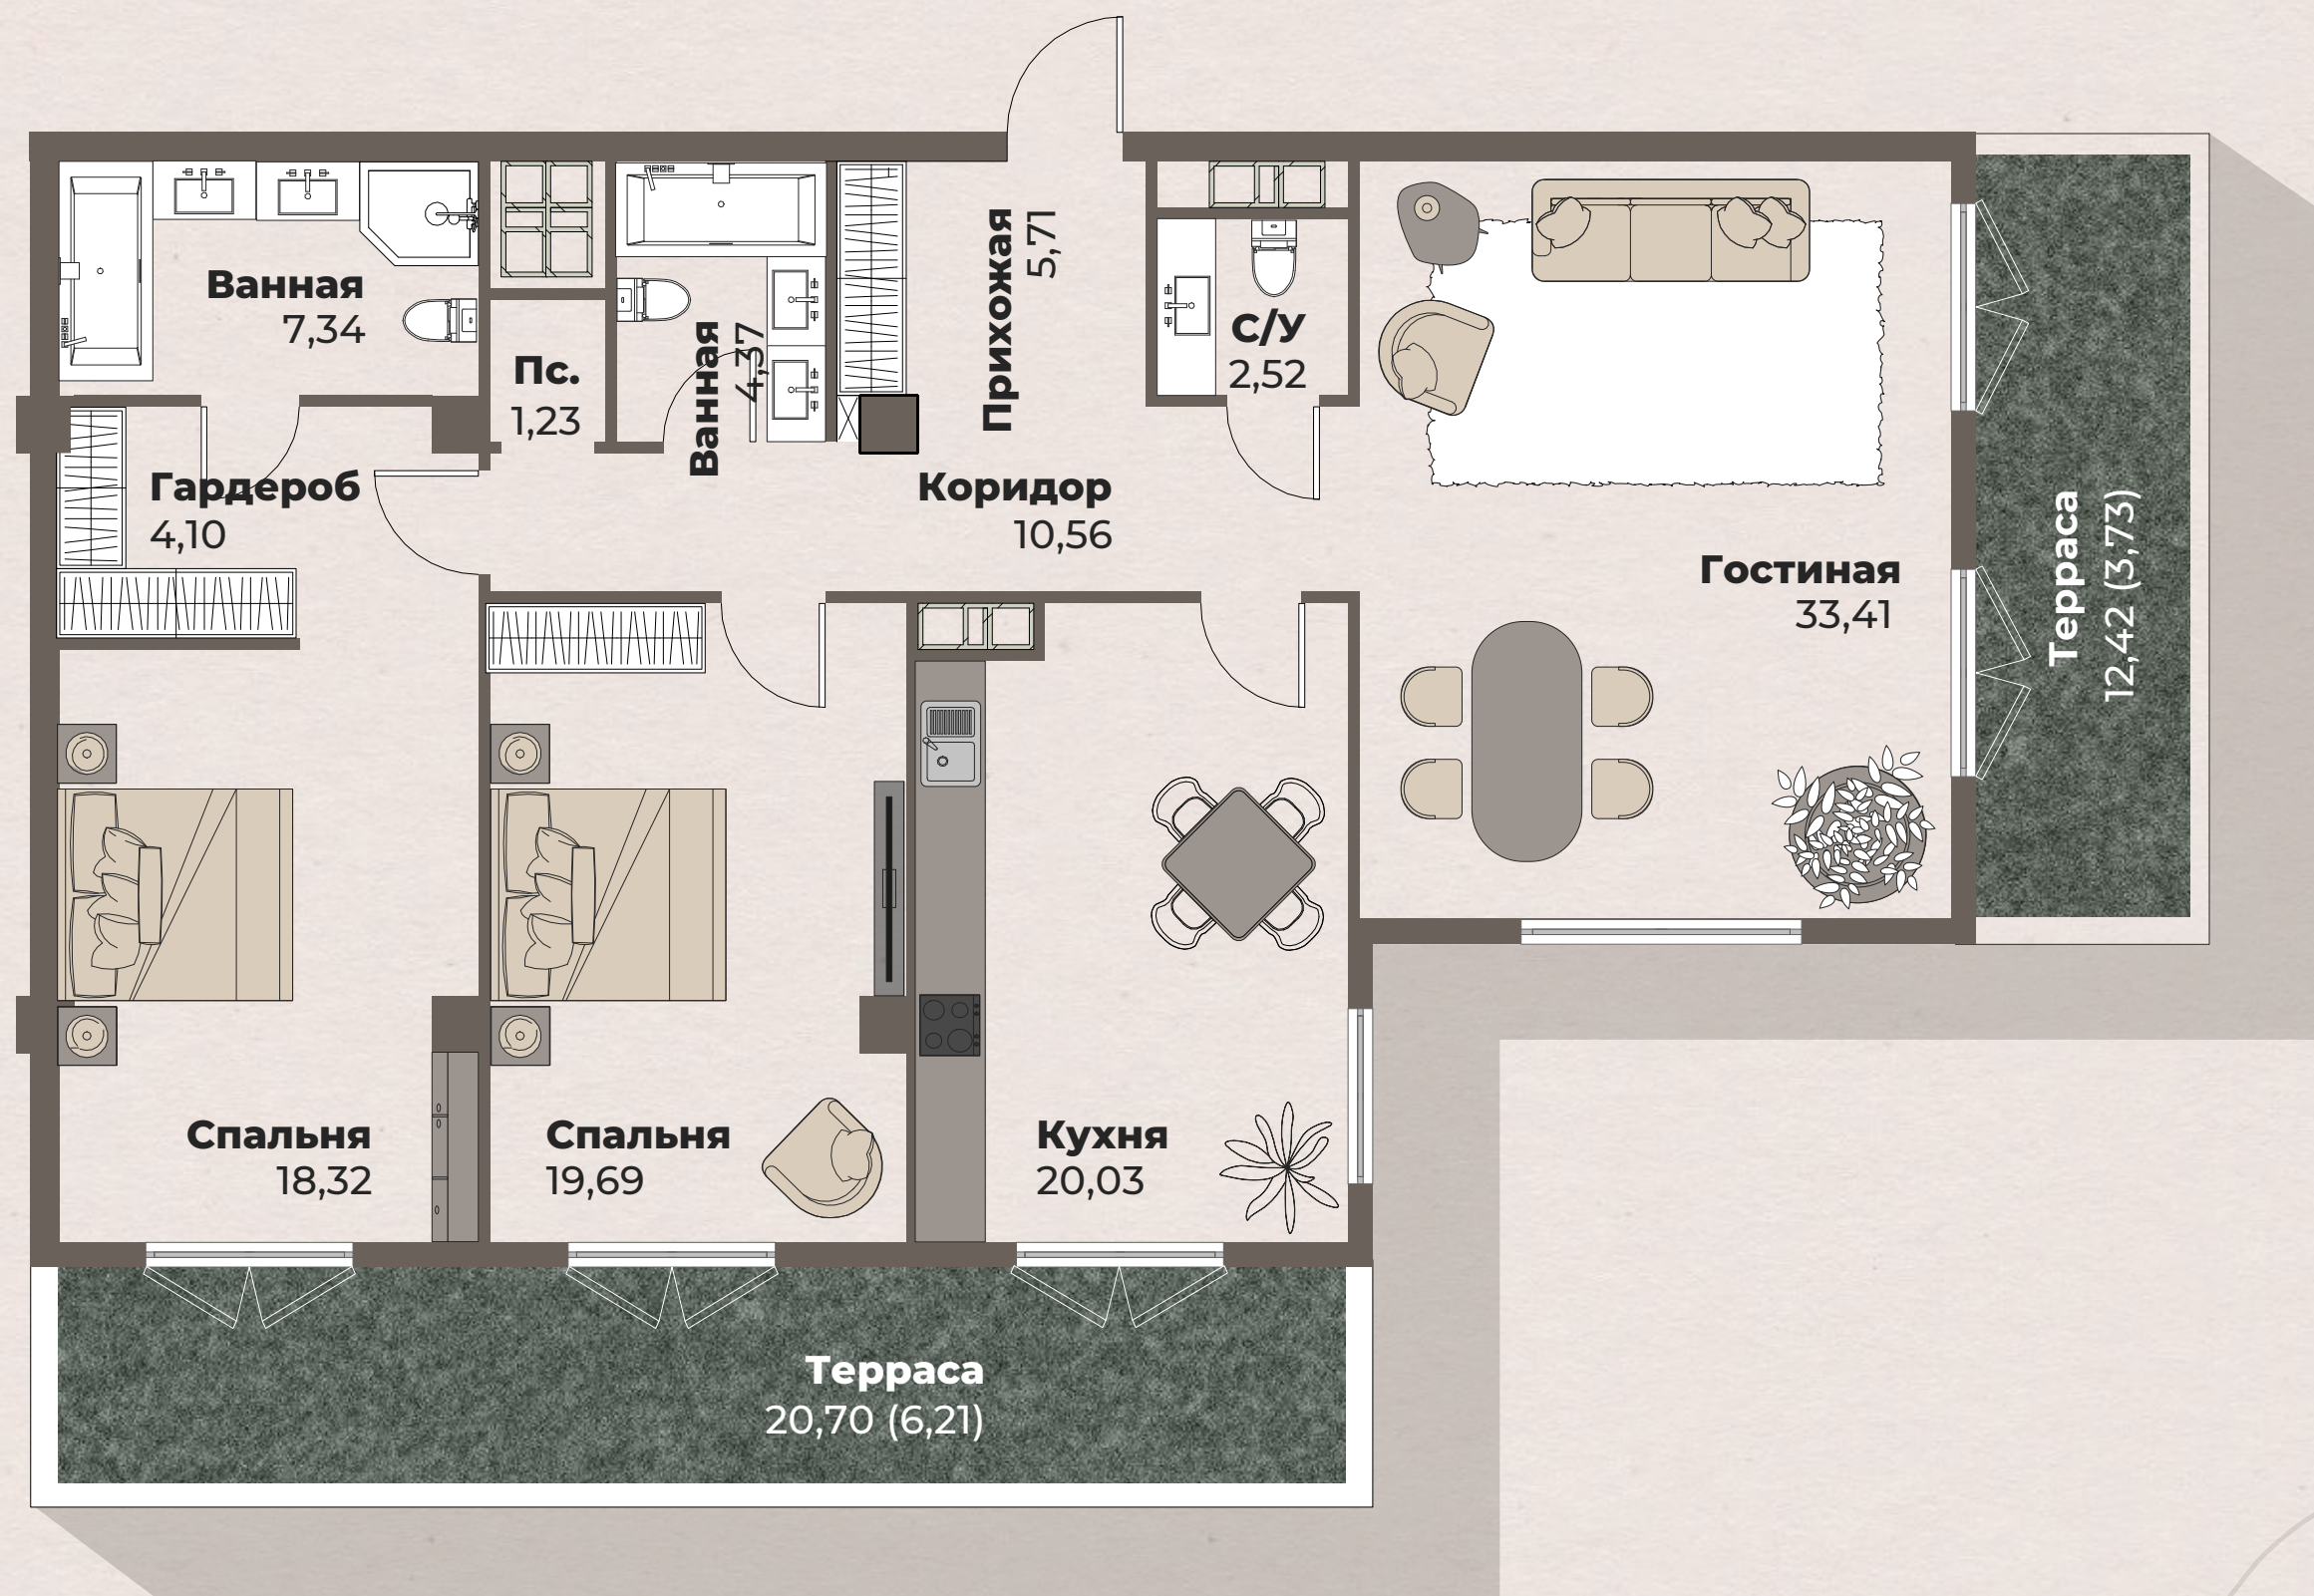 Ванная
7,34
Пс.
1,23
Ванная
4,37
Прихожая
5,71
С/У
2,52
Гардероб
4,10
Коридор
10,56
Гостиная
33,41
Терраса
12,42 (3,73)
Спальня
18,32
Спальня
19,69
Кухня
20,03
Терраса
20,70 (6,21)